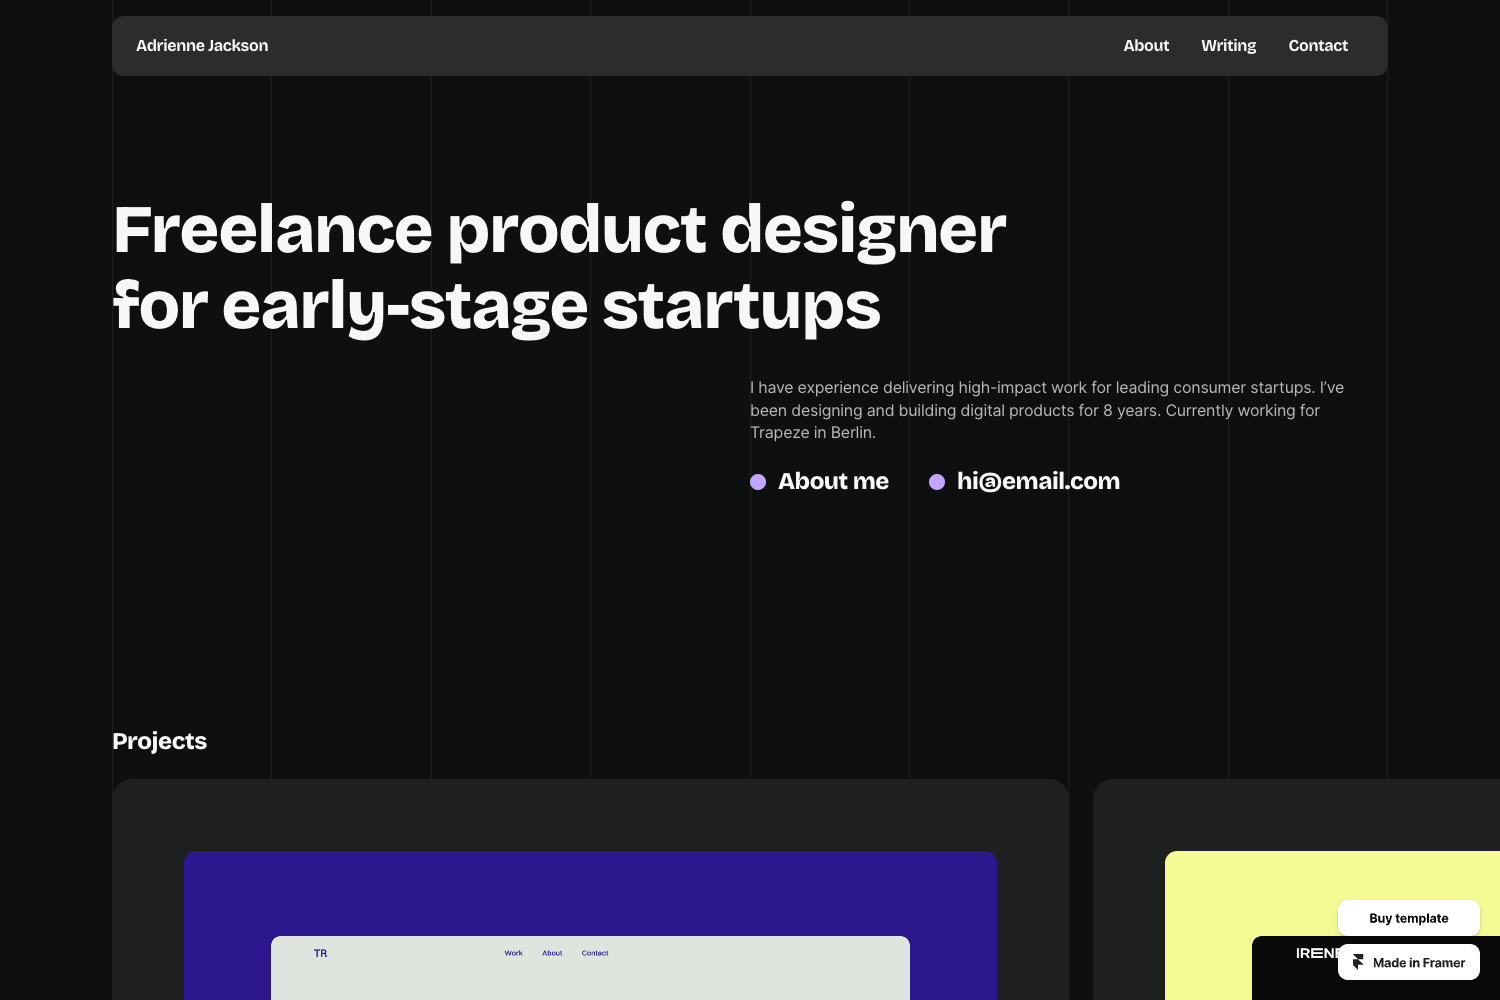 Adrienne Jackson
About Writing Contact
Freelance product designer
for early-stage startups
I have experience delivering high-impact work for leading consumer startups. I’ve
been designing and building digital products for 8 years. Currently working for
Trapeze in Berlin.
About me hi@email.com
Projects
TR Work About Contact
Buy template
Made in Framer